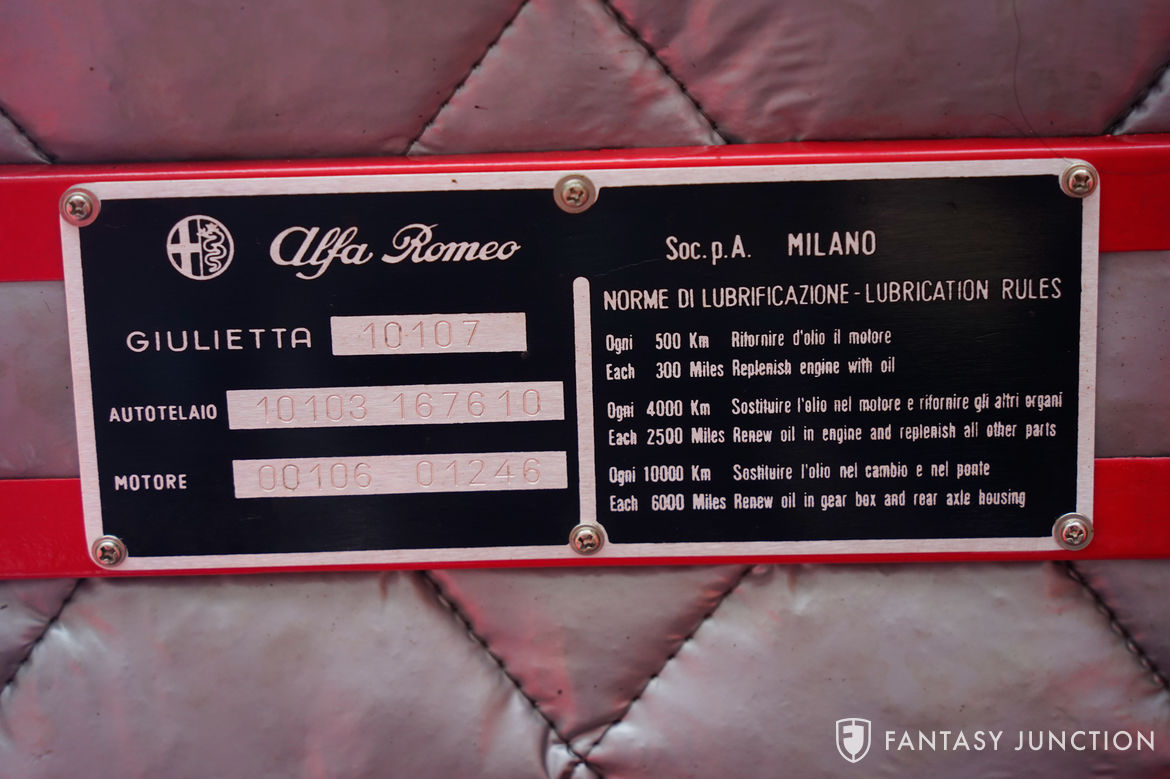 Alfa Romeo
GIULIETTA 10107
AUTOTELAIO 10103 167610
MOTORE 00106 01246
Soc. p. A. MILANO
NORME DI LUBRIFICAZIONE - LUBRICATION RULES
Ogni 500 Km Rifornire d'olio il motore
Each 300 Miles Replenish engine with oil
Ogni 4000 Km Sostituire l'olio nel motore e rifornire gli altri organi
Each 2500 Miles Renew oil in engine and replenish all other parts
Ogni 10000 Km Sostituire l'olio nel cambio e nel ponte
Each 6000 Miles Renew oil in gear box and rear axle housing
FANTASY JUNCTION